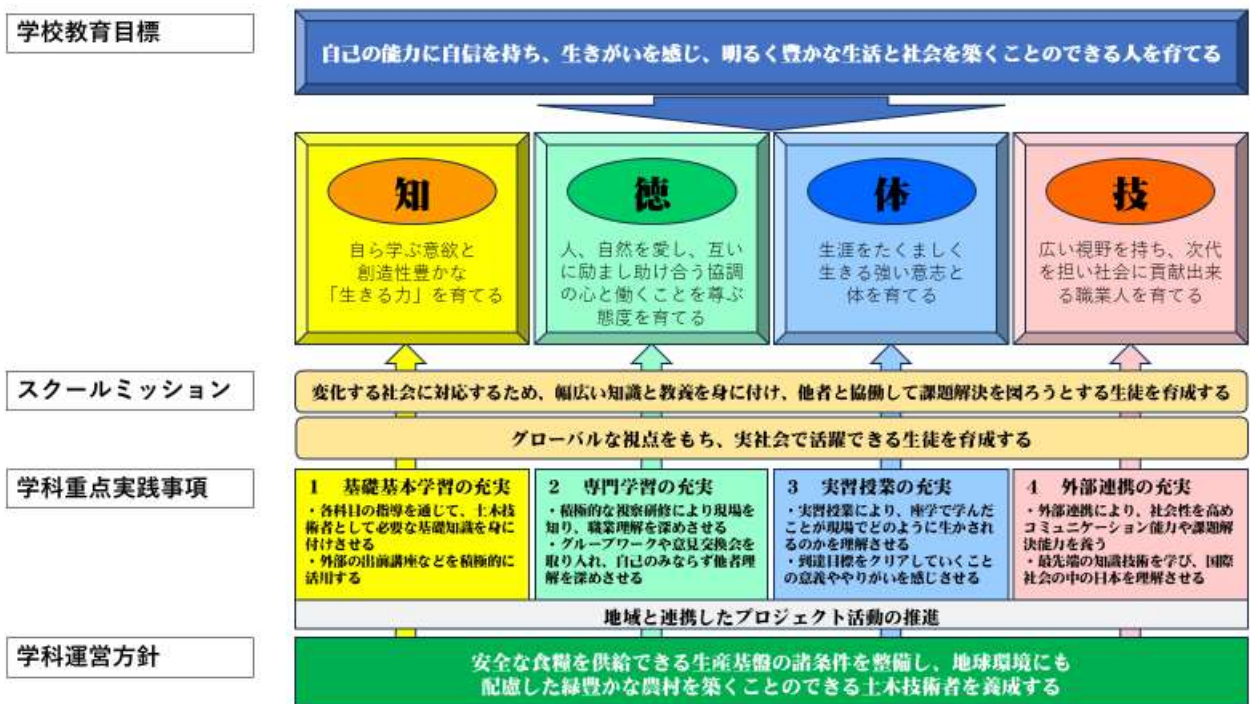 学校教育目標
自己の能力に自信を持ち、生きがいを感じ、明るく豊かな生活と社会を築くことのできる人を育てる
知
自ら学ぶ意欲と
創造性豊かな
「生きる力」を育てる
徳
人、自然を愛し、互い
に励まし助け合う協調
の心と働くことを尊ぶ
態度を育てる
体
生涯をたくましく
生きる強い意志と
体を育てる
技
広い視野を持ち、次代
を担い社会に貢献出来
る職業人を育てる
スクールミッション
変化する社会に対応するため、幅広い知識と教義を身に付け、他者と協働して課題解決を図ろうとする生徒を育成する
グローバルな視点をもち、実社会で活躍できる生徒を育成する
学科重点実践事項
1 基礎基本学習の充実
・各科目の指導を通じて、土木技
術者として必要な基礎知識を身に
付けさせる
・外部の出前講座などを積極的に
活用する
2 専門学習の充実
・積極的な視察研修により現場を
知り、職業理解を深めさせる
・グループワークや意見交換会を
取り入れ、自己のみならず他者理
解を深めさせる
3 実習授業の充実
・実習授業により、座学で学んだ
ことが現場でどのように生かされ
るのかを理解させる
・到達目標をクリアしていくこと
の意義ややりがいを感じさせる
4 外部連携の充実
・外部連携により、社会性を高め
コミュニケーション能力や課題解
決能力を養う
・最先端の知識技術を学び、国際
社会の中の日本を理解させる
地域と連携したプロジェクト活動の推進
学科運営方針
安全な食糧を供給できる生産基盤の諸条件を整備し、地球環境にも
配慮した緑豊かな農村を築くことのできる土木技術者を養成する